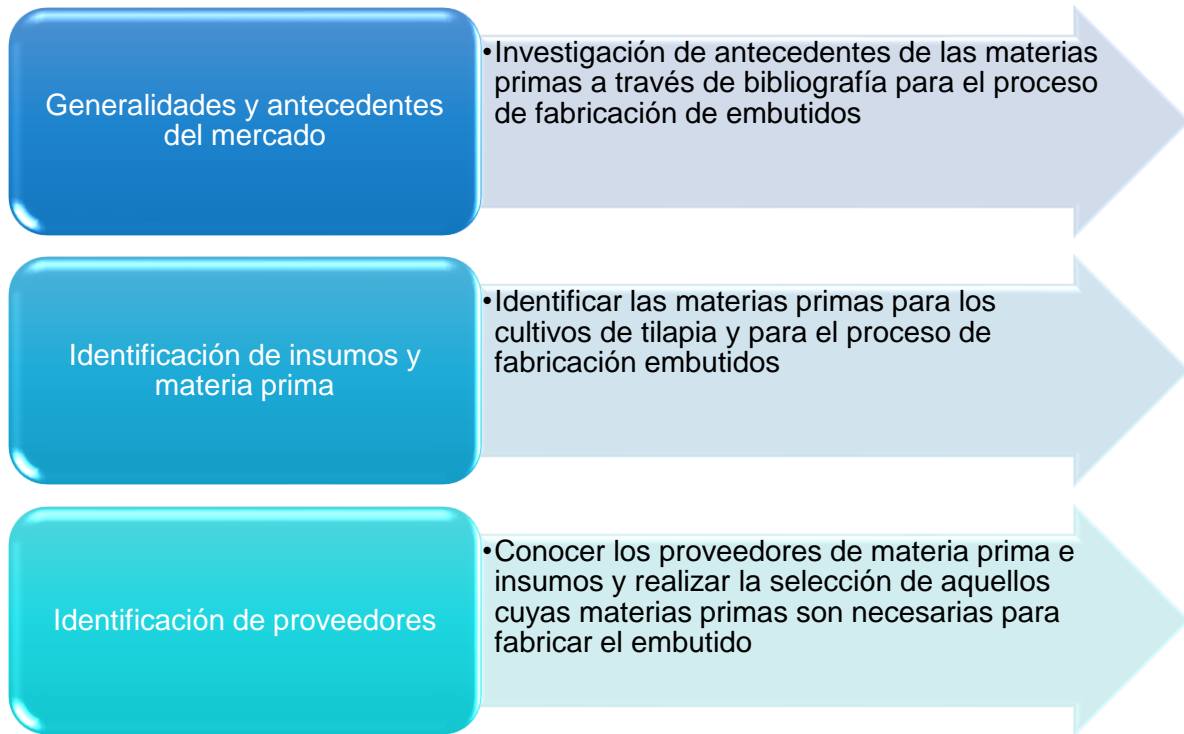 Generalidades y antecedentes
del mercado
•Investigación de antecedentes de las materias
primas a través de bibliografía para el proceso
de fabricación de embutidos
Identificación de insumos y
materia prima
•Identificar las materias primas para los
cultivos de tilapia y para el proceso de
fabricación embutidos
Identificación de proveedores
•Conocer los proveedores de materia prima e
insumos y realizar la selección de aquellos
cuyas materias primas son necesarias para
fabricar el embutido